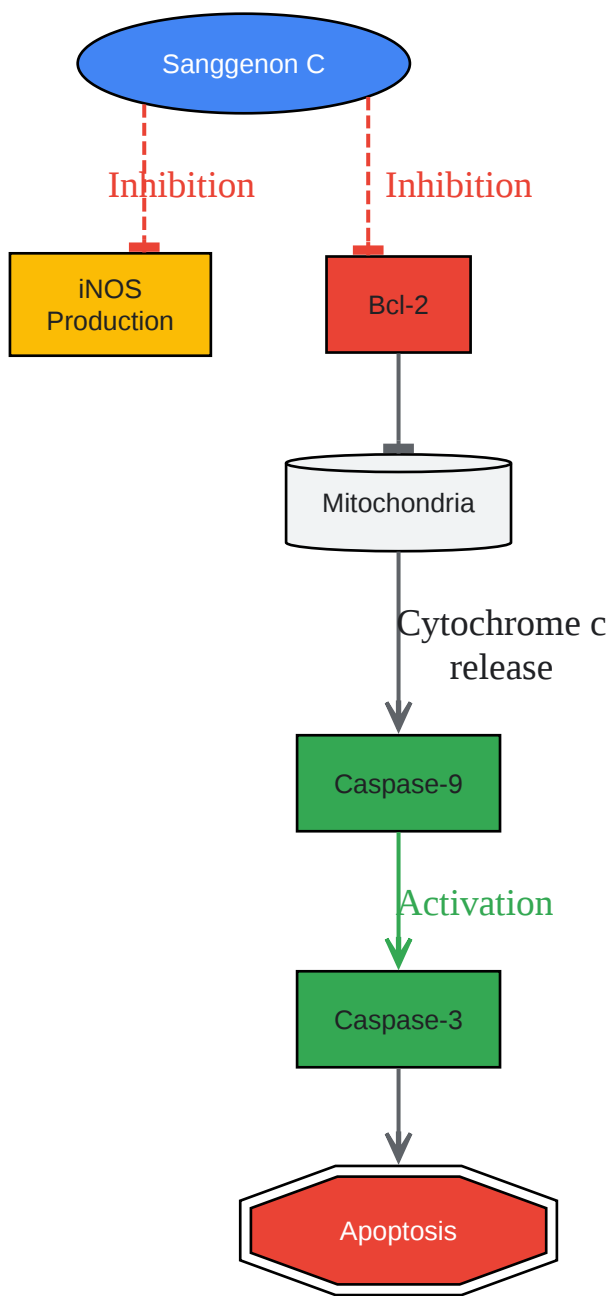 Sanggenon C
Inhibition
Inhibition
iNOS
Production
Bcl-2
Mitochondria
Cytochrome c
release
Caspase-9
Activation
Caspase-3
Apoptosis